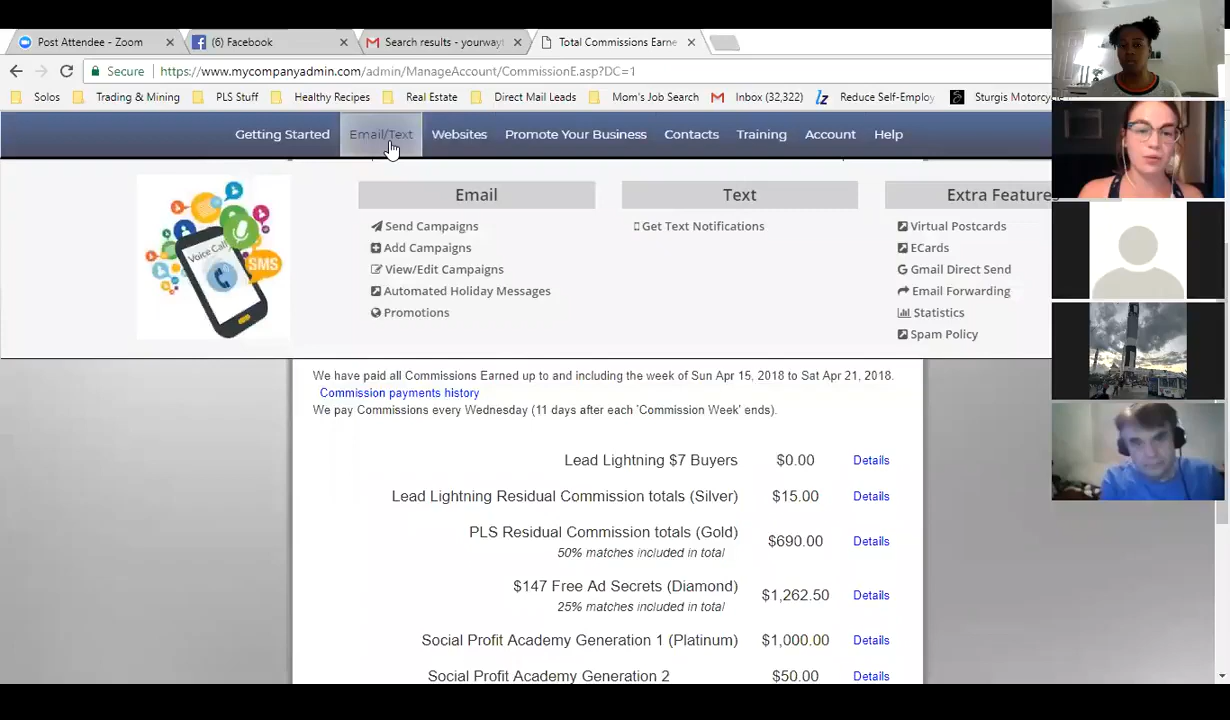 Post Attendee - Zoom
(6) Facebook
Search results - yourwayt
Total Commissions Earne
Secure
https://www.mycompanyadmin.com/admin/ManageAccount/CommissionE.asp?DC=1
Solos
Trading & Mining
PLS Stuff
Healthy Recipes
Real Estate
Direct Mail Leads
Mom's Job Search
Inbox (32,322)
Reduce Self-Employ
Sturgis Motorcycle
Getting Started
Email/Text
Websites
Promote Your Business
Contacts
Training
Account
Help
Voice Call
SMS
Email
Send Campaigns
Add Campaigns
View/Edit Campaigns
Automated Holiday Messages
Promotions
Text
Get Text Notifications
Extra Features
Virtual Postcards
ECards
Gmail Direct Send
Email Forwarding
Statistics
Spam Policy
We have paid all Commissions Earned up to and including the week of Sun Apr 15, 2018 to Sat Apr 21, 2018.
Commission payments history
We pay Commissions every Wednesday (11 days after each 'Commission Week' ends).
Lead Lightning $7 Buyers $0.00 Details
Lead Lightning Residual Commission totals (Silver) $15.00 Details
PLS Residual Commission totals (Gold) $690.00 Details
50% matches included in total
$147 Free Ad Secrets (Diamond) $1,262.50 Details
25% matches included in total
Social Profit Academy Generation 1 (Platinum) $1,000.00 Details
Social Profit Academy Generation 2 $50.00 Details